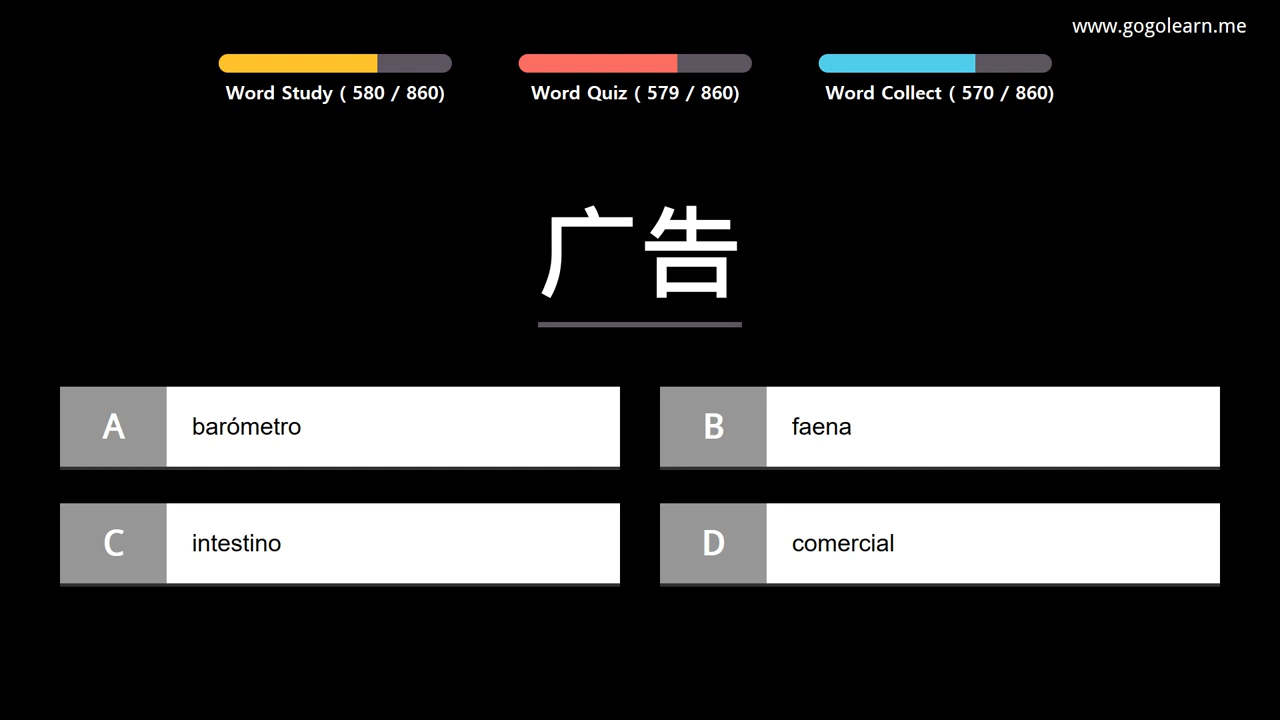 www.gogolearn.me
Word Study ( 580 / 860)
Word Quiz ( 579 / 860)
Word Collect ( 570 / 860)
广告
A barómetro
B faena
C intestino
D comercial